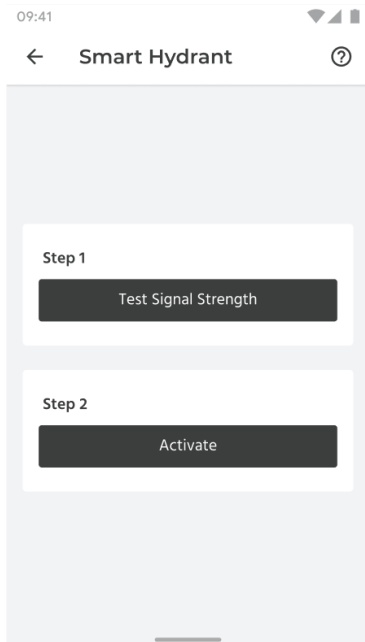 09:41
Smart Hydrant
Step 1
Test Signal Strength
Step 2
Activate